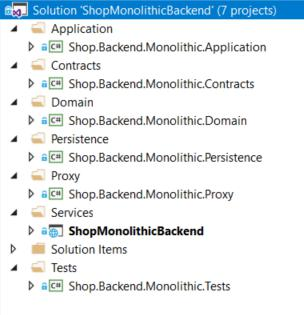 Solution 'ShopMonolithicBackend' (7 projects)
Application
C# Shop.Backend.Monolithic.Application
Contracts
C# Shop.Backend.Monolithic.Contracts
Domain
C# Shop.Backend.Monolithic.Domain
Persistence
C# Shop.Backend.Monolithic.Persistence
Proxy
C# Shop.Backend.Monolithic.Proxy
Services
ShopMonolithicBackend
Solution Items
Tests
C# Shop.Backend.Monolithic.Tests